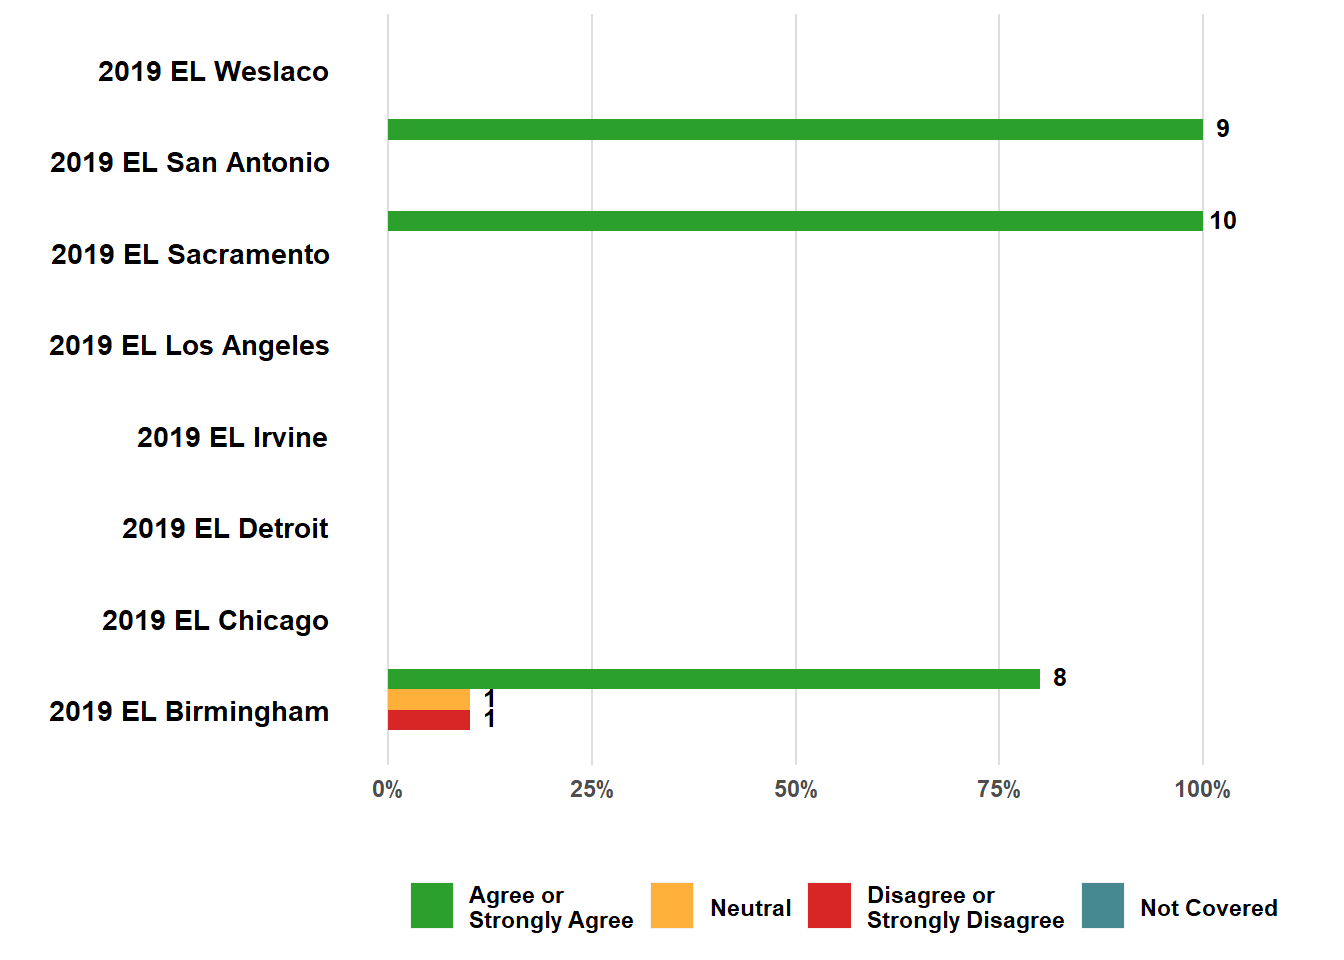 2019 EL Weslaco
9
2019 EL San Antonio
10
2019 EL Sacramento
2019 EL Los Angeles
2019 EL Irvine
2019 EL Detroit
2019 EL Chicago
8
1
2019 EL Birmingham
1
0% 25% 50% 75% 100%
Agree or
Strongly Agree
Neutral
Disagree or
Strongly Disagree
Not Covered